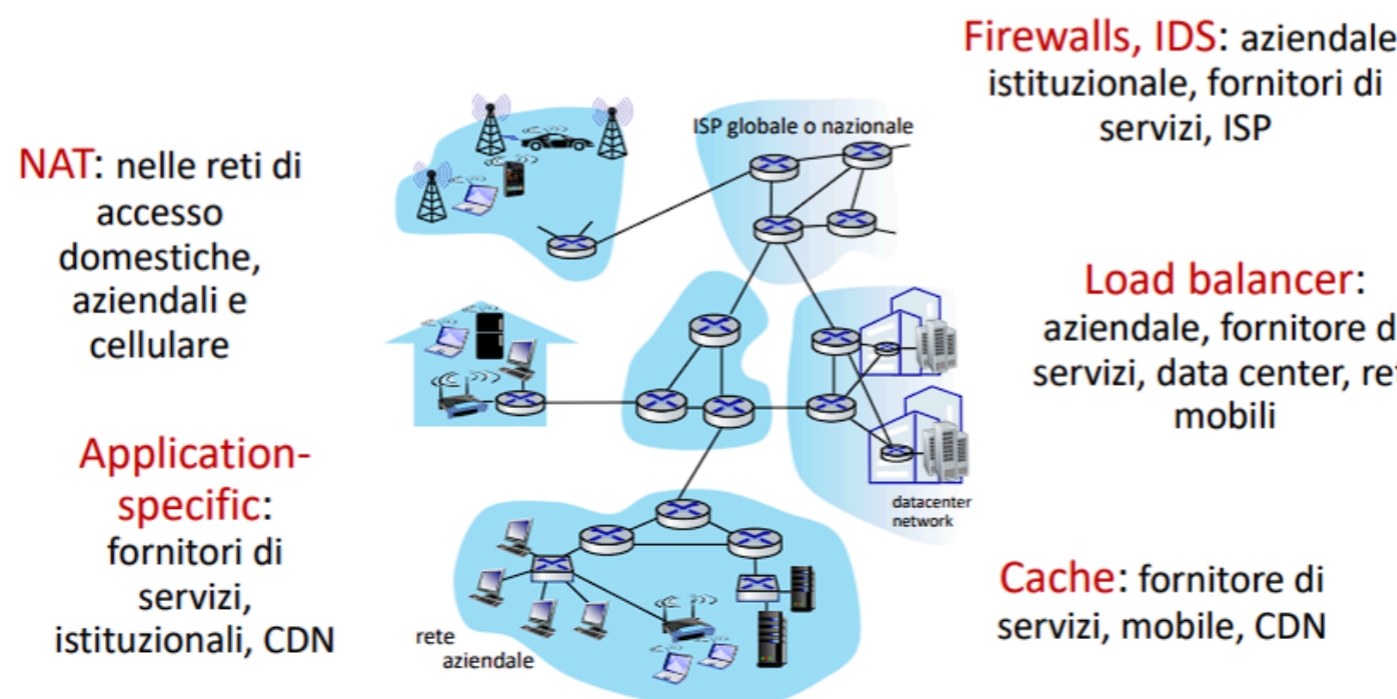 NAT: nelle reti di
accesso
domestiche,
aziendali e
cellulare
Application-
specific:
fornitori di
servizi,
istituzionali, CDN
ISP globale o nazionale
datacenter
network
rete
aziendale
Firewalls, IDS: aziendale
istituzionale, fornitori di
servizi, ISP
Load balancer:
aziendale, fornitore d
servizi, data center, re
mobili
Cache: fornitore di
servizi, mobile, CDN